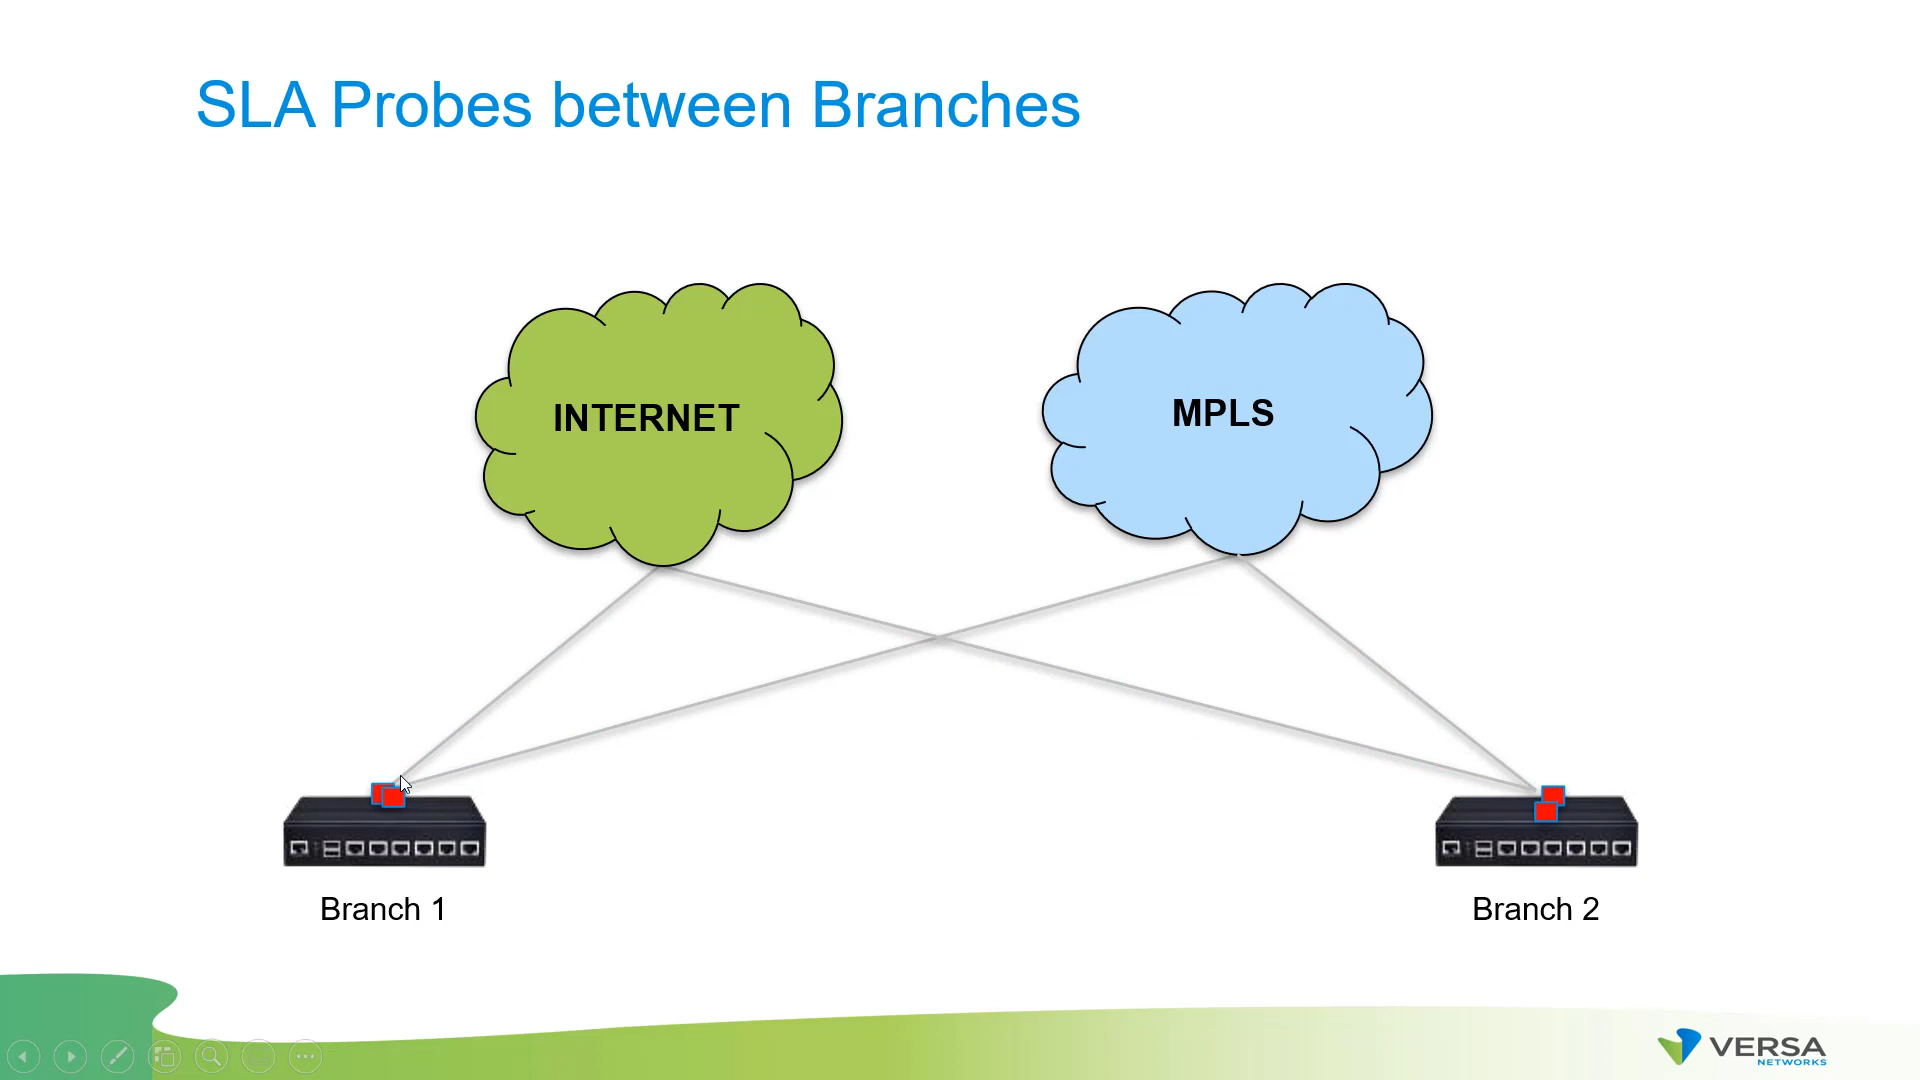 SLA Probes between Branches
INTERNET
MPLS
Branch 1
Branch 2
VERSA
NETWORKS